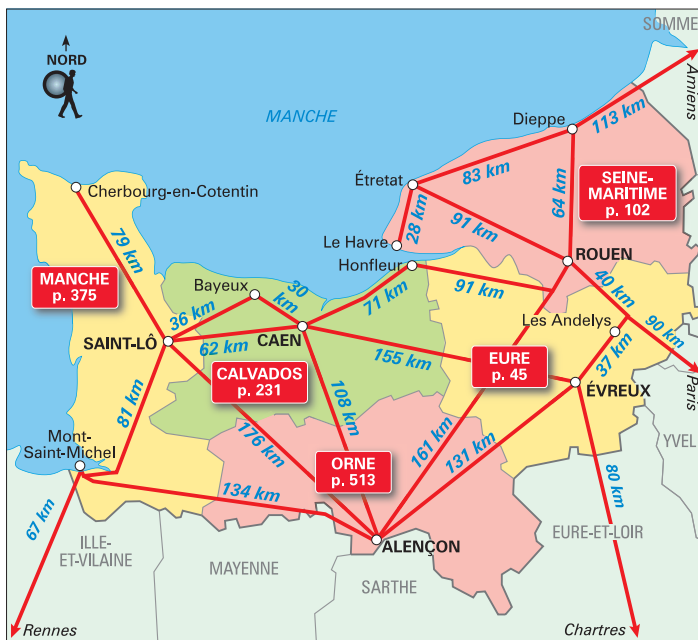 SOMME
NORD
Amiens
MANCHE
Dieppe
113 km
Étretat
83 km
Cherbourg-en-Cotentin
64 km
SEINE-
MARITIME
p. 102
28 km
91 km
79 km
Le Havre
ROUEN
Honfleur
MANCHE
p. 375
Bayeux
30
km
71 km
91 km
40 km
36 km
Les Andelys
90 km
SAINT-LÔ
62 km
CAEN
155 km
EURE
p. 45
37 km
Paris
CALVADOS
p. 231
ÉVREUX
81 km
108 km
Mont-
Saint-Michel
176 km
161 km
131 km
YVEL
ORNE
p. 513
80 km
134 km
67 km
ALENÇON
EURE-ET-LOIR
ILLE-
ET-VILAINE
MAYENNE
SARTHE
Rennes
Chartres